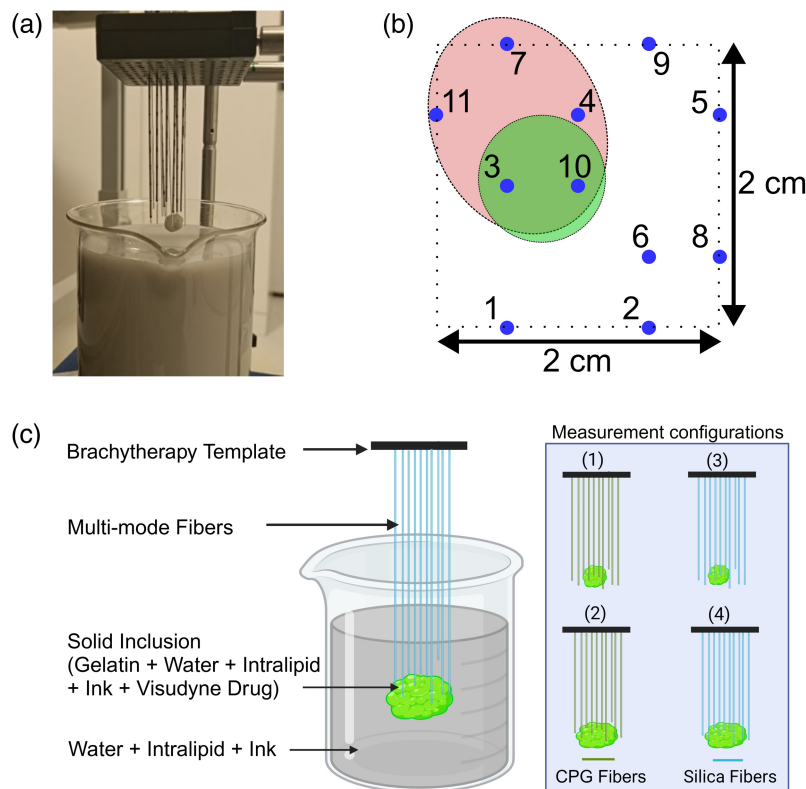 (a)
(b)
7
9
11
4
5
3
10
2 cm
6
8
1
2
2 cm
(c)
Brachytherapy Template
Multi-mode Fibers
Solid Inclusion
(Gelatin + Water + Intralipid
+ Ink + Visudyne Drug)
Water + Intralipid + Ink
Measurement configurations
(1)
(3)
(2)
(4)
CPG Fibers
Silica Fibers